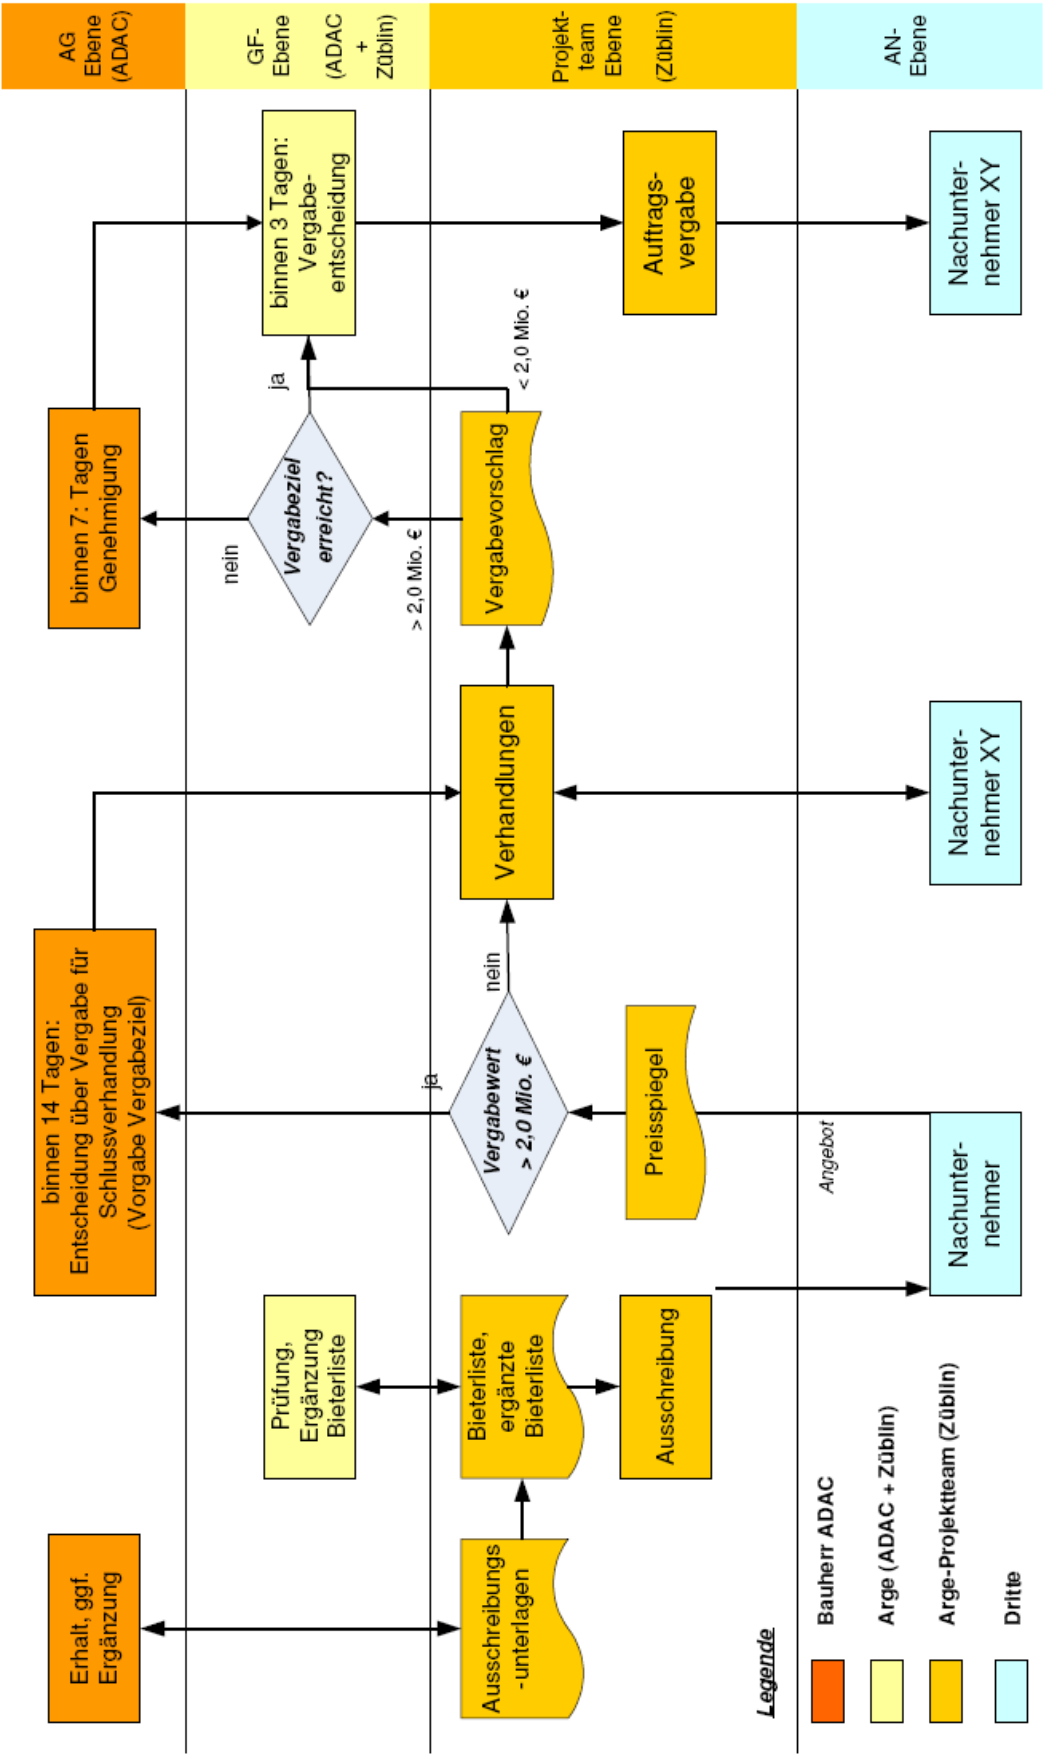 AG
Ebene
(ADAC)
GF-
Ebene
(ADAC
+
Züblin)
Projekt-
team
Ebene
(Züblin)
AN-
Ebene
Erhalt, ggf.
Ergänzung
binnen 14 Tagen:
Entscheidung über Vergabe für
Schlussverhandlung
(Vorgabe Vergabeziel)
binnen 7: Tagen
Genehmigung
Prüfung,
Ergänzung
Bieterliste
ja
nein
Vergabeziel
erreicht?
ja
binnen 3 Tagen:
Vergabe-
entscheidung
> 2,0 Mio. €
< 2,0 Mio. €
Ausschreibungs
-unterlagen
Bieterliste,
ergänzte
Bieterliste
Vergabewert
> 2,0 Mio. €
nein
Verhandlungen
Vergabevorschlag
Ausschreibung
Preisspiegel
Auftrags-
vergabe
Angebot
Nachunter-
nehmer
Nachunter-
nehmer XY
Nachunter-
nehmer XY
Legende
Bauherr ADAC
Arge (ADAC + Züblin)
Arge-Projektteam (Züblin)
Dritte